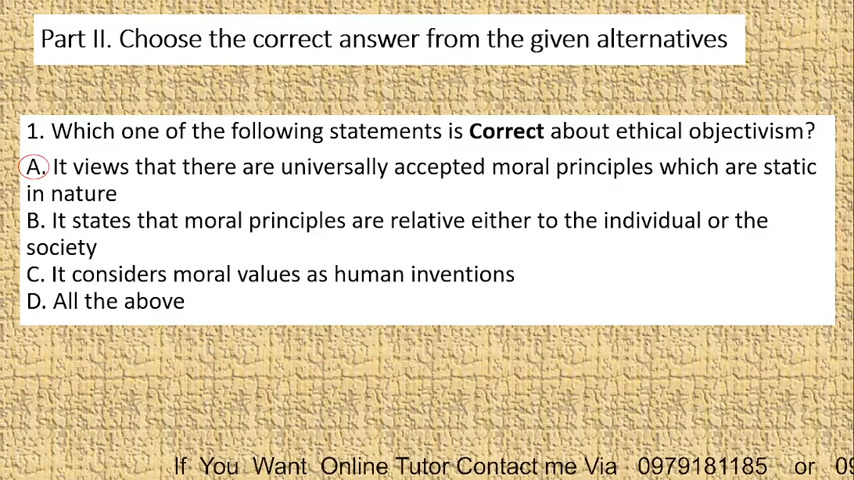 Part II. Choose the correct answer from the given alternatives
1. Which one of the following statements is Correct about ethical objectivism?
A. It views that there are universally accepted moral principles which are static
in nature
B. It states that moral principles are relative either to the individual or the
society
C. It considers moral values as human inventions
D. All the above
If You Want Online Tutor Contact me Via 0979181185 or 09